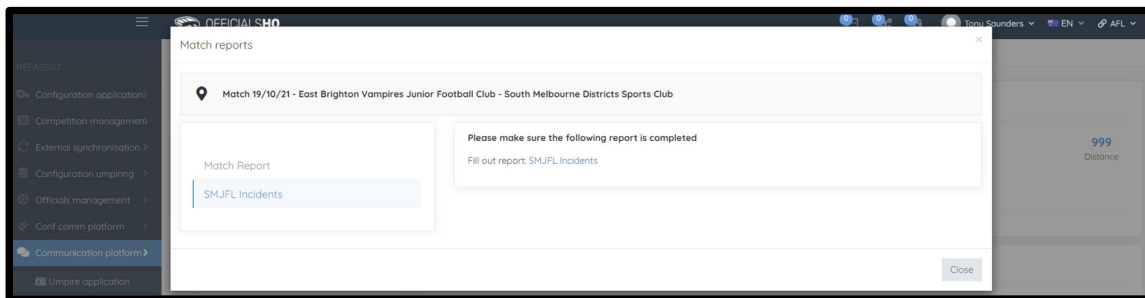 OFFICIALSHQ
0 0 0 Tony Saunders EN AFL
Match reports ×
REFASSIST
Match 19/10/21 - East Brighton Vampires Junior Football Club - South Melbourne Districts Sports Club
Configuration application
Competition management
Please make sure the following report is completed
External synchronisation
999
Fill out report: SMJFL Incidents
Distance
Match Report
Configuration umpiring
SMJFL Incidents
Officials management
Conf comm platform
Communication platform
Close
Umpire application